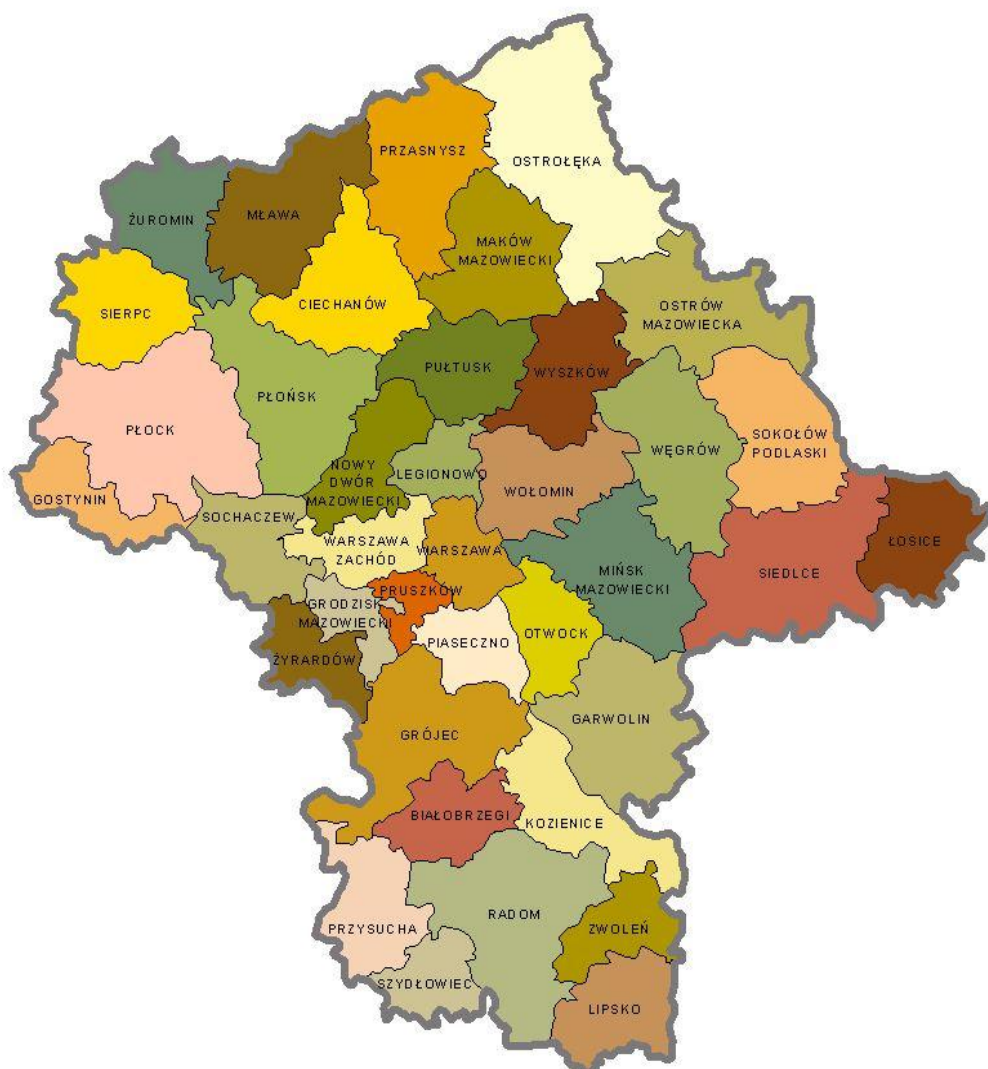 PRZASNYSZ
OSTROŁĘKA
ŻUROMIN
MŁAWA
MAKÓW
MAZOWIECKI
CIECHANÓW
SIERPC
OSTRÓW
MAZOWIECKA
PUŁTUSK
WYSZKÓW
PŁOŃSK
PŁOCK
SOKOŁÓW
PODLASKI
WĘGRÓW
NOWY
DWÓR
MAZOWIECKI
LEGIONOWO
WOŁOMIN
GOSTYNIN
SOCHACZEW
WARSZAWA
ZACHÓD
WARSZAWA
ŁOSICE
SIEDLCE
MIŃSK
MAZOWIECKI
PRUSZKÓW
GRODZISK
MAZOWIECKI
PIASECZNO
OTWOCK
ŻYRARDÓW
GARWOLIN
GRÓJEC
BIAŁOBRZEGI
KOZIENICE
RADOM
PRZYSUCHA
ZWOLEŃ
SZYDŁOWIEC
LIPSKO